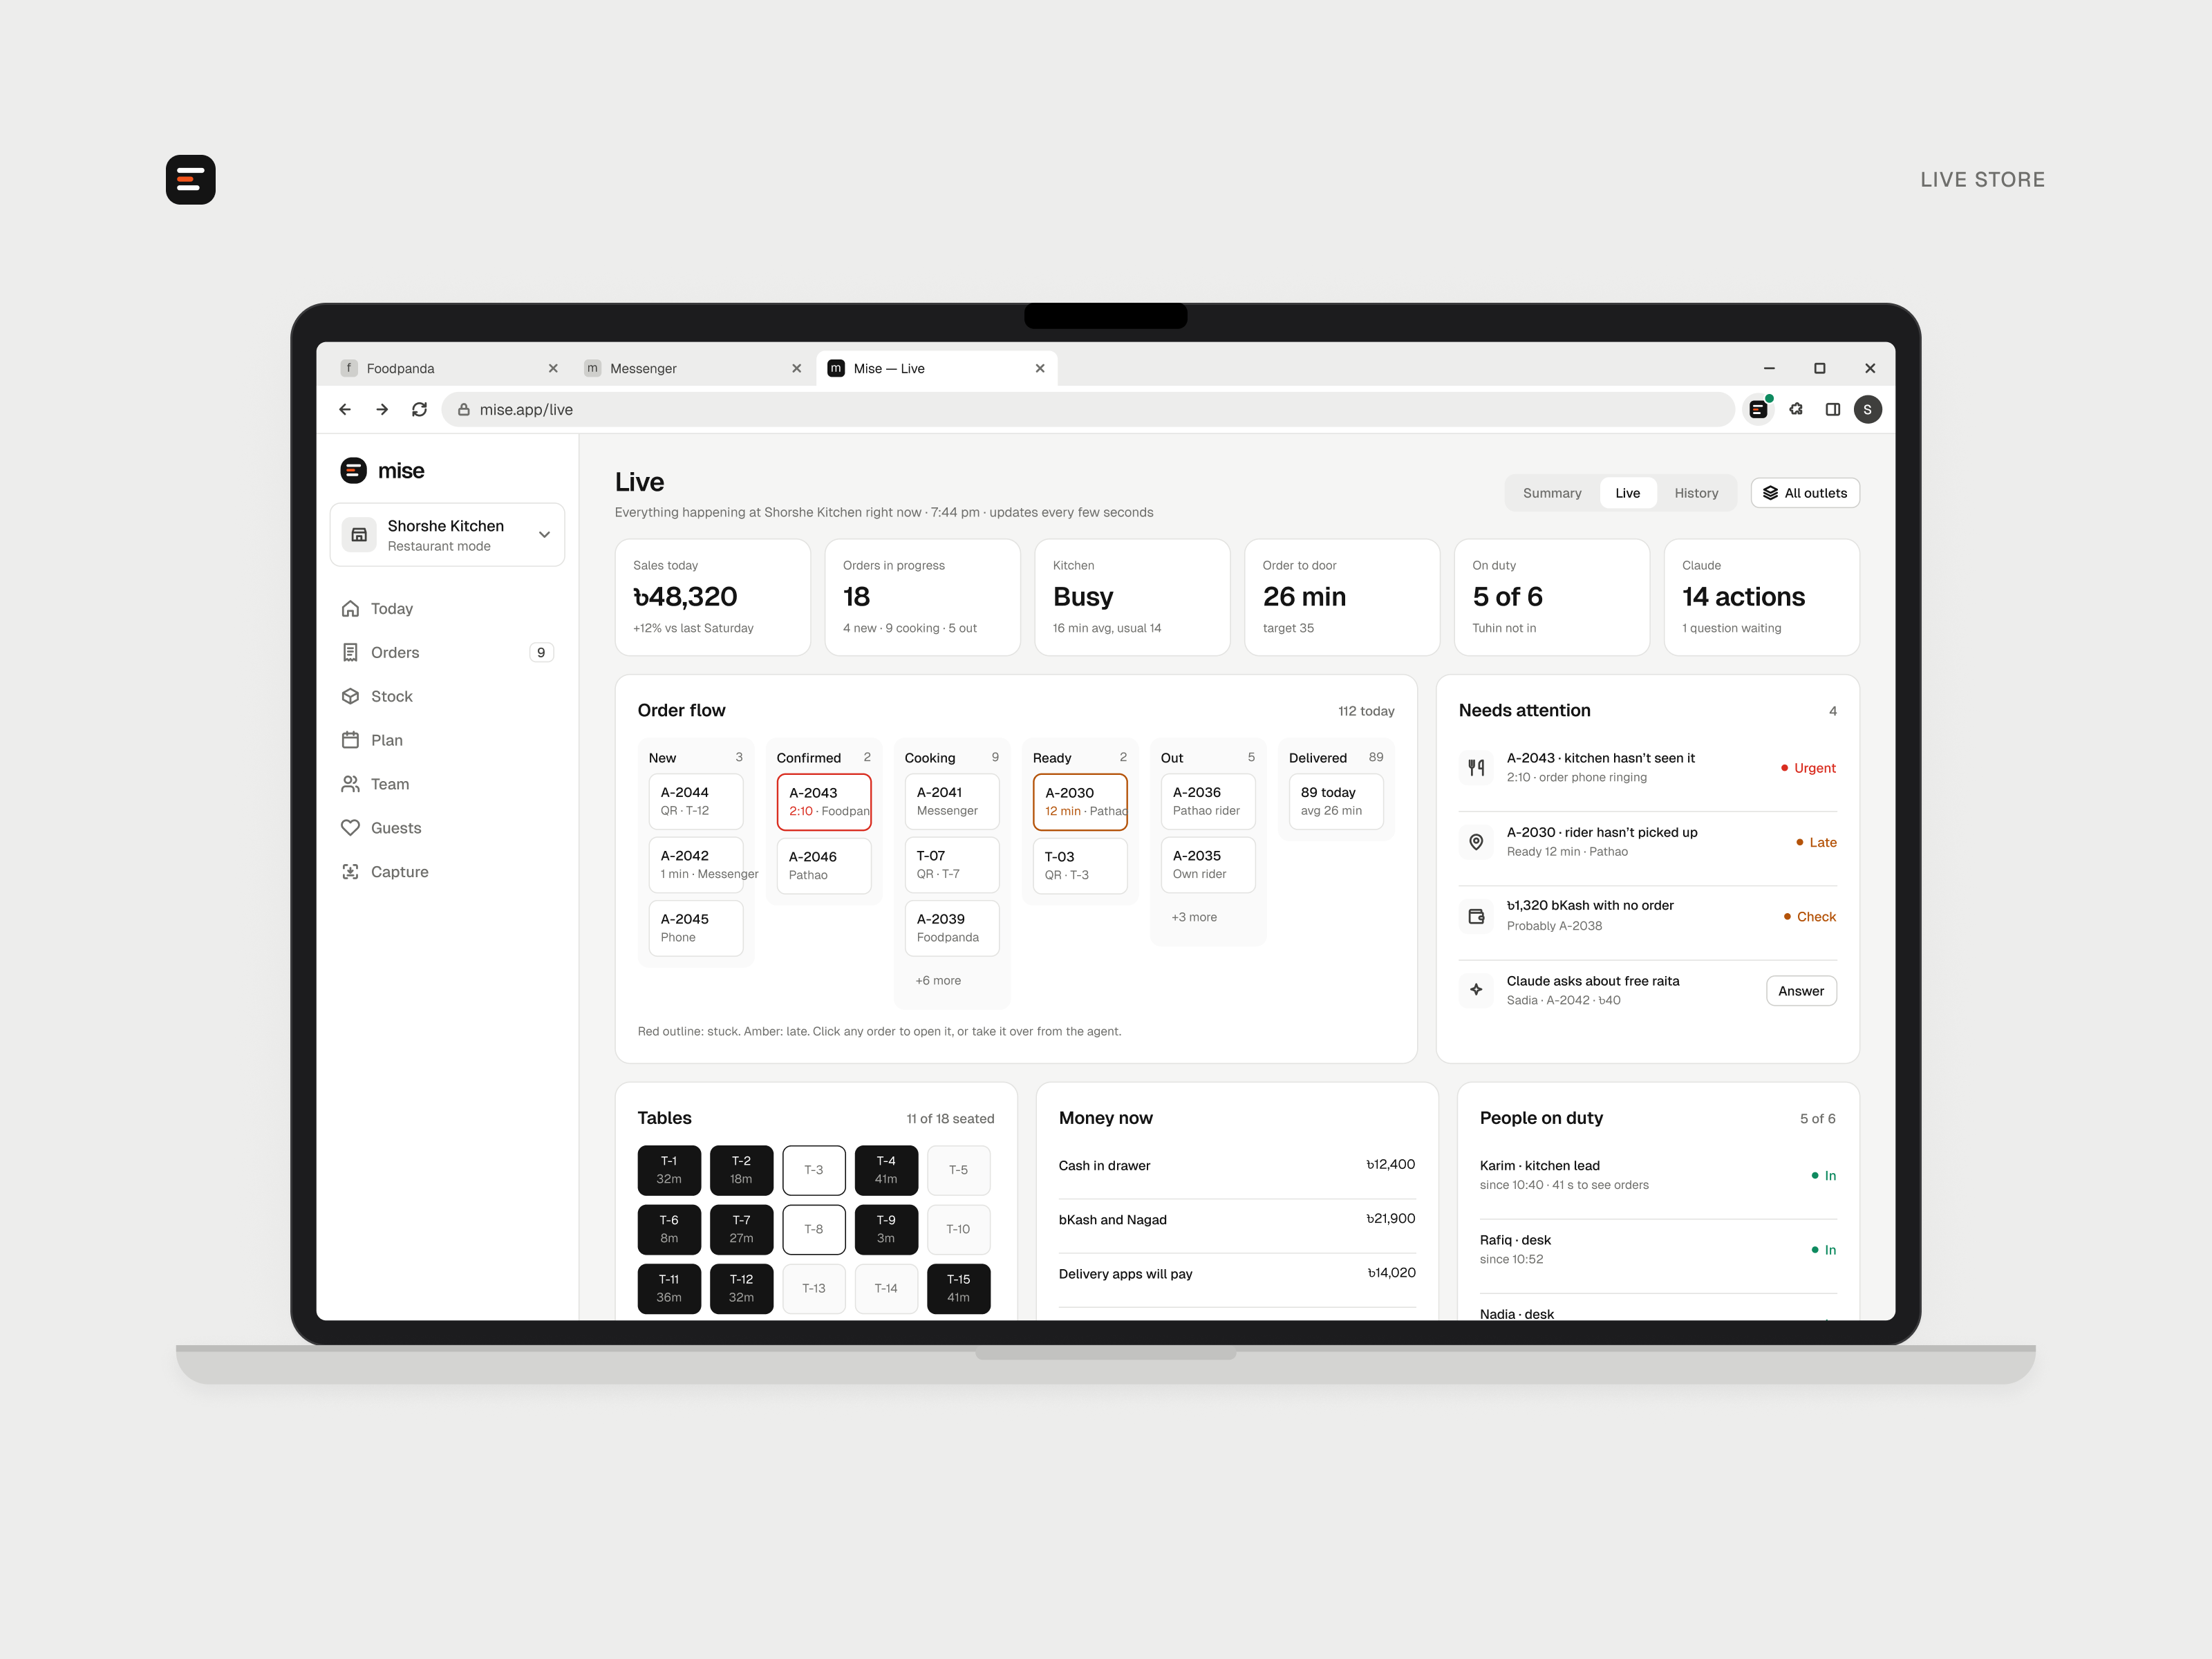 LIVE STORE
f Foodpanda
m Messenger
m Mise — Live
mise.app/live
S
mise
Shorshe Kitchen
Restaurant mode
Today
Orders 9
Stock
Plan
Team
Guests
Capture
Live
Everything happening at Shorshe Kitchen right now · 7:44 pm · updates every few seconds
Summary Live History All outlets
Sales today
৳48,320
+12% vs last Saturday
Orders in progress
18
4 new · 9 cooking · 5 out
Kitchen
Busy
16 min avg, usual 14
Order to door
26 min
target 35
On duty
5 of 6
Tuhin not in
Claude
14 actions
1 question waiting
Order flow 112 today
New 3
A-2044
QR · T-12
A-2042
1 min · Messenger
A-2045
Phone
Confirmed 2
A-2043
2:10 · Foodpan
A-2046
Pathao
Cooking 9
A-2041
Messenger
T-07
QR · T-7
A-2039
Foodpanda
+6 more
Ready 2
A-2030
12 min · Pathao
T-03
QR · T-3
Out 5
A-2036
Pathao rider
A-2035
Own rider
+3 more
Delivered 89
89 today
avg 26 min
Red outline: stuck. Amber: late. Click any order to open it, or take it over from the agent.
Needs attention 4
A-2043 · kitchen hasn’t seen it
2:10 · order phone ringing
Urgent
A-2030 · rider hasn’t picked up
Ready 12 min · Pathao
Late
৳1,320 bKash with no order
Probably A-2038
Check
Claude asks about free raita
Sadia · A-2042 · ৳40
Answer
Tables 11 of 18 seated
T-1
32m
T-2
18m
T-3
T-4
41m
T-5
T-6
8m
T-7
27m
T-8
T-9
3m
T-10
T-11
36m
T-12
32m
T-13
T-14
T-15
41m
Money now
Cash in drawer ৳12,400
bKash and Nagad ৳21,900
Delivery apps will pay ৳14,020
People on duty 5 of 6
Karim · kitchen lead
since 10:40 · 41 s to see orders
In
Rafiq · desk
since 10:52
In
Nadia · desk